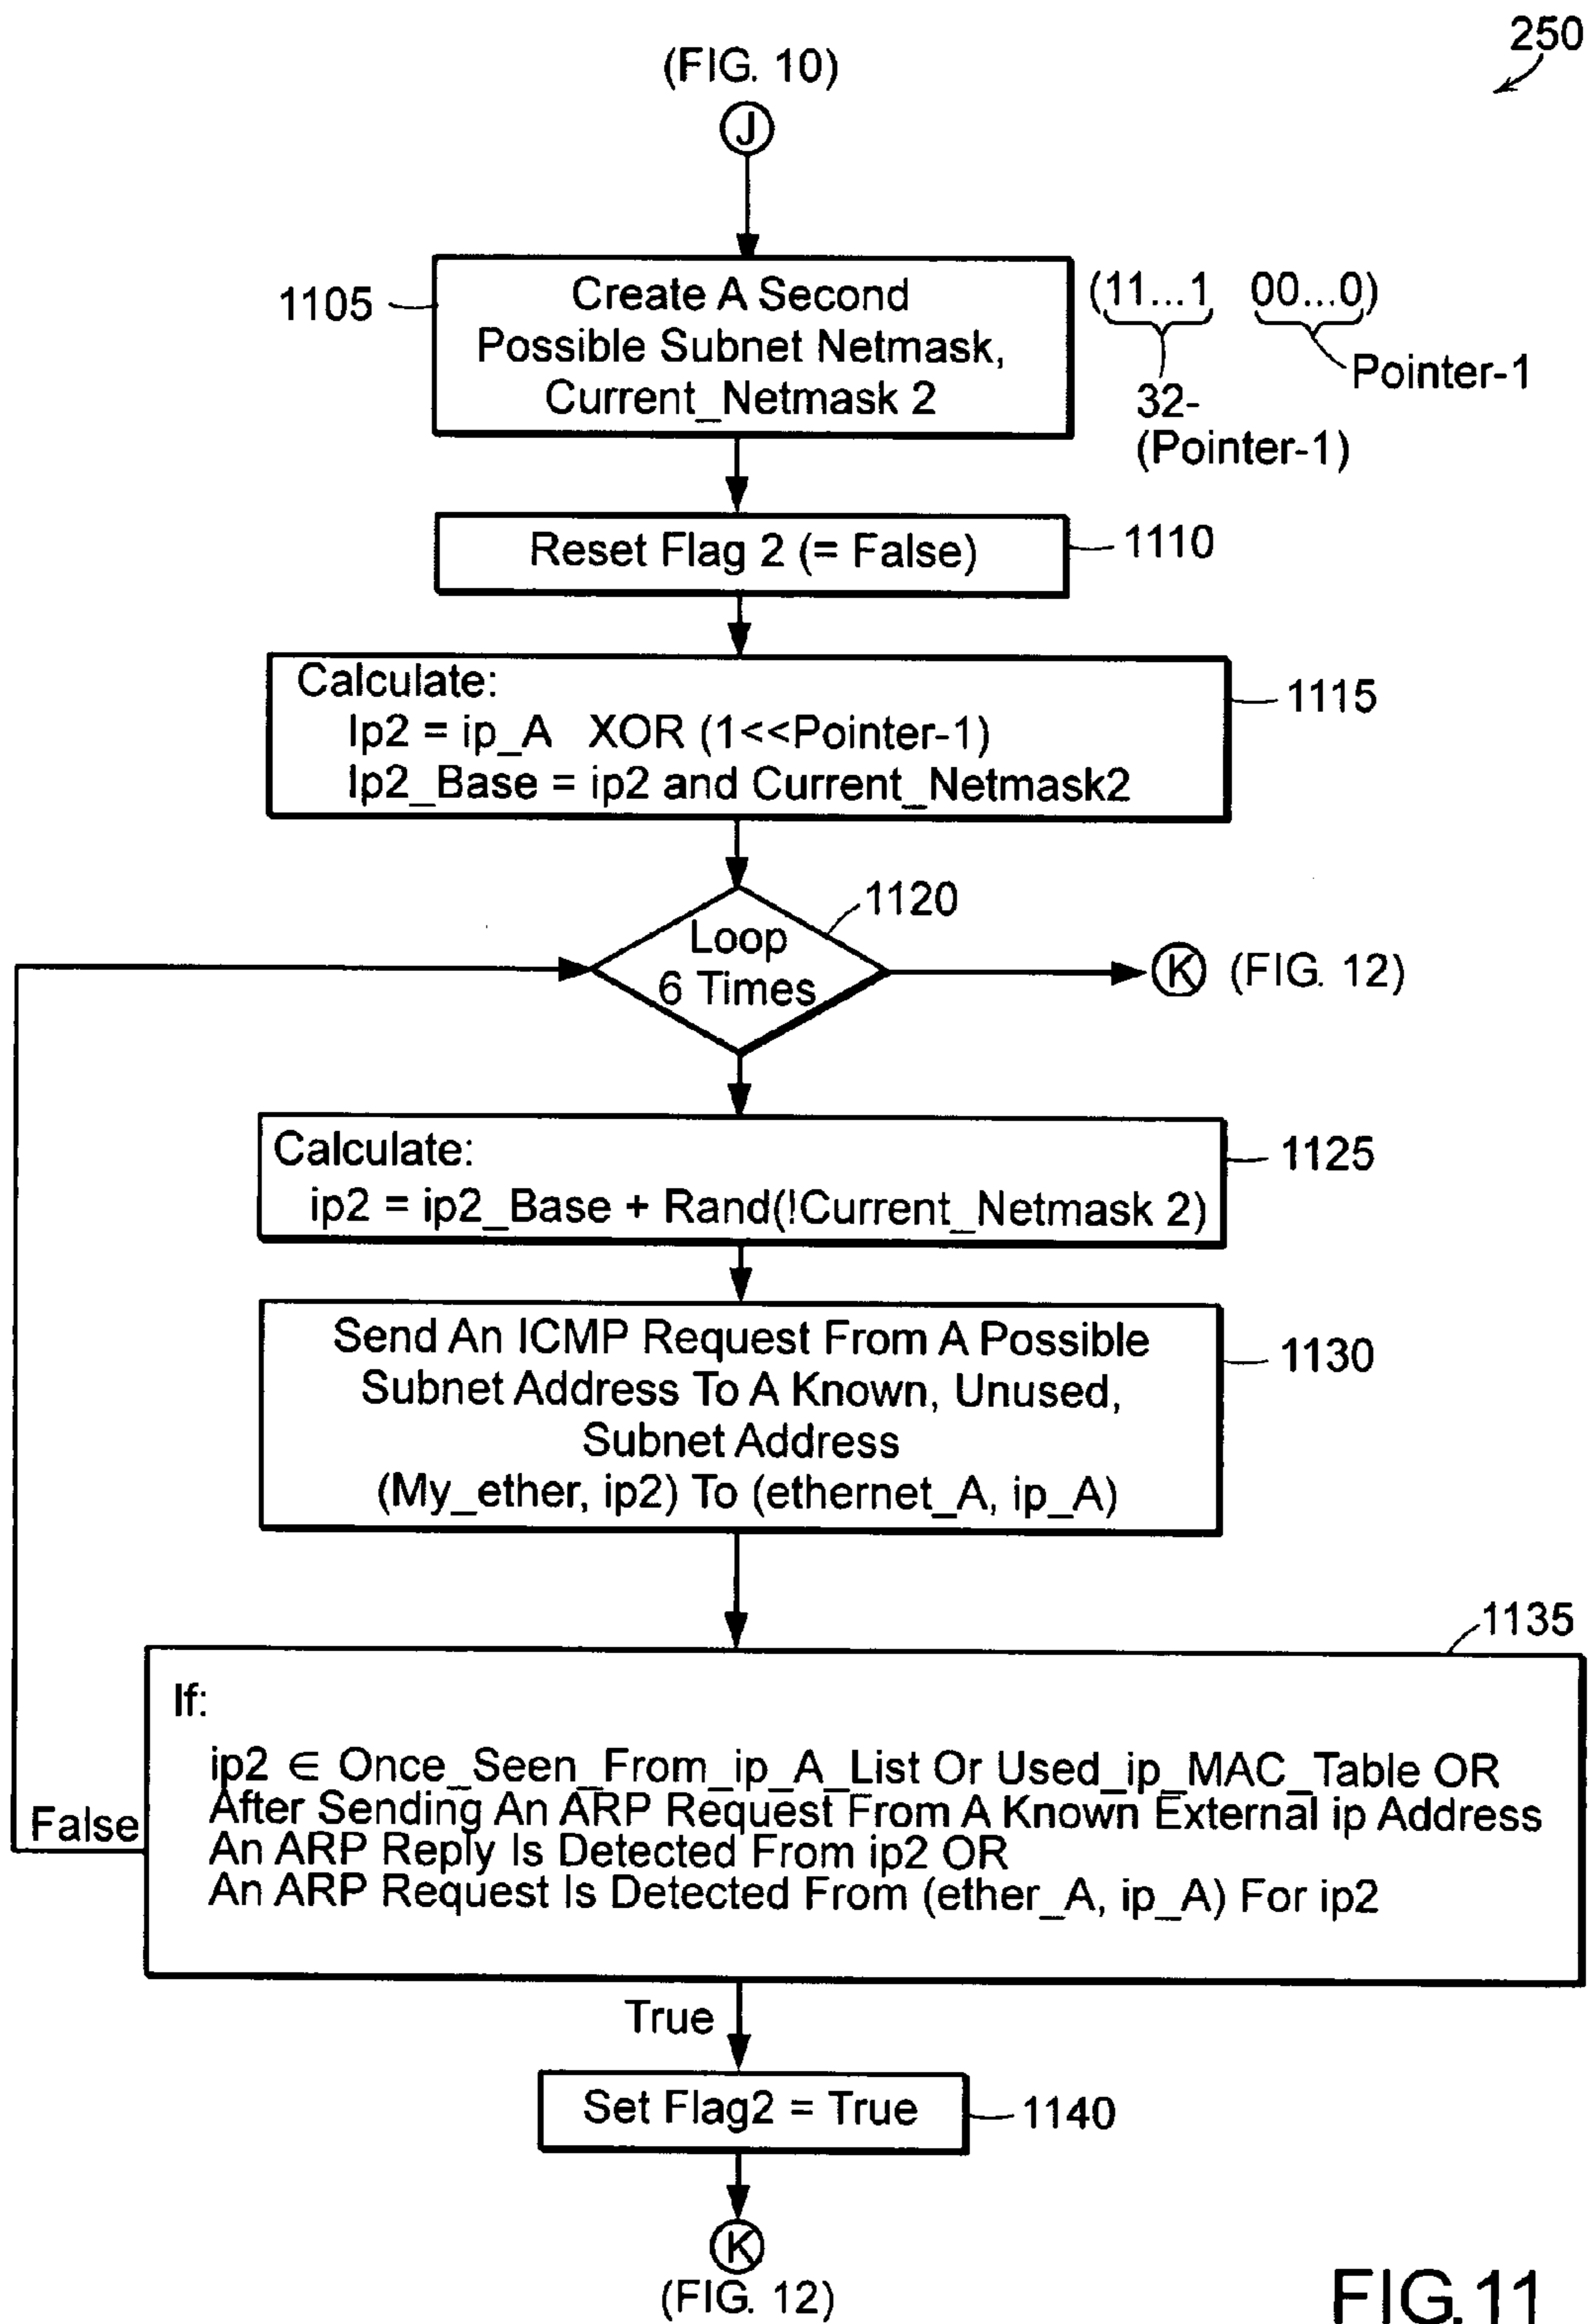 250
(FIG. 10)
J
1105
Create A Second
Possible Subnet Netmask,
Current_Netmask 2
(11...1 00...0)
Pointer-1
32-
(Pointer-1)
Reset Flag 2 (= False)
1110
Calculate:
Ip2 = ip_A XOR (1<<Pointer-1)
Ip2_Base = ip2 and Current_Netmask2
1115
1120
Loop
6 Times
K (FIG. 12)
Calculate:
ip2 = ip2_Base + Rand(!Current_Netmask 2)
1125
Send An ICMP Request From A Possible
Subnet Address To A Known, Unused,
Subnet Address
(My_ether, ip2) To (ethernet_A, ip_A)
1130
1135
If:
ip2 ∈ Once_Seen_From_ip_A_List Or Used_ip_MAC_Table OR
After Sending An ARP Request From A Known External ip Address
An ARP Reply Is Detected From ip2 OR
An ARP Request Is Detected From (ether_A, ip_A) For ip2
False
True
Set Flag2 = True
1140
K
(FIG. 12)
FIG.11